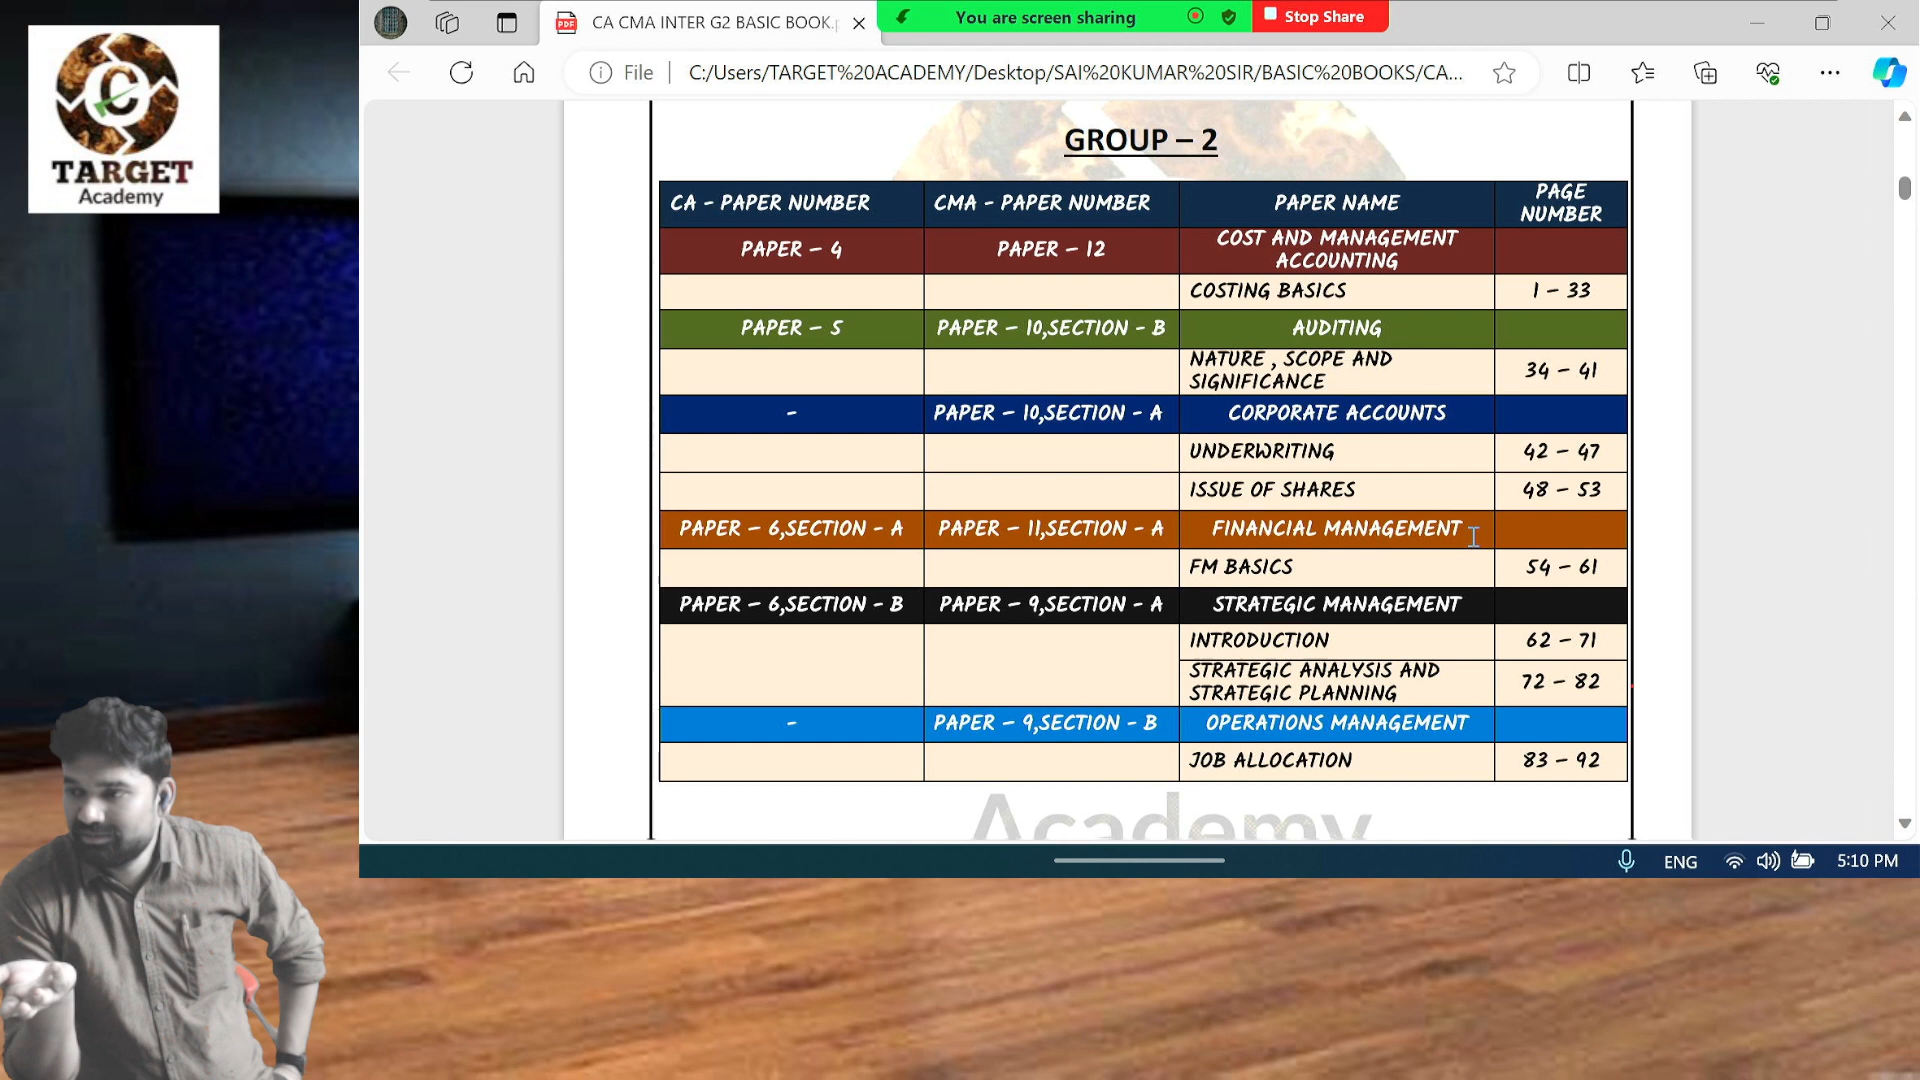 TARGET
Academy
CA CMA INTER G2 BASIC BOOK.p
You are screen sharing
Stop Share
File
C:/Users/TARGET%20ACADEMY/Desktop/SAI%20KUMAR%20SIR/BASIC%20BOOKS/CA...
GROUP – 2
CA - PAPER NUMBER CMA - PAPER NUMBER PAPER NAME PAGE NUMBER
PAPER – 4 PAPER – 12 COST AND MANAGEMENT ACCOUNTING
COSTING BASICS 1 – 33
PAPER – 5 PAPER – 10,SECTION - B AUDITING
NATURE , SCOPE AND SIGNIFICANCE 34 – 41
- PAPER – 10,SECTION - A CORPORATE ACCOUNTS
UNDERWRITING 42 – 47
ISSUE OF SHARES 48 – 53
PAPER – 6,SECTION - A PAPER – 11,SECTION - A FINANCIAL MANAGEMENT
FM BASICS 54 – 61
PAPER – 6,SECTION - B PAPER – 9,SECTION - A STRATEGIC MANAGEMENT
INTRODUCTION 62 – 71
STRATEGIC ANALYSIS AND STRATEGIC PLANNING 72 – 82
- PAPER – 9,SECTION - B OPERATIONS MANAGEMENT
JOB ALLOCATION 83 – 92
Academy
ENG
5:10 PM